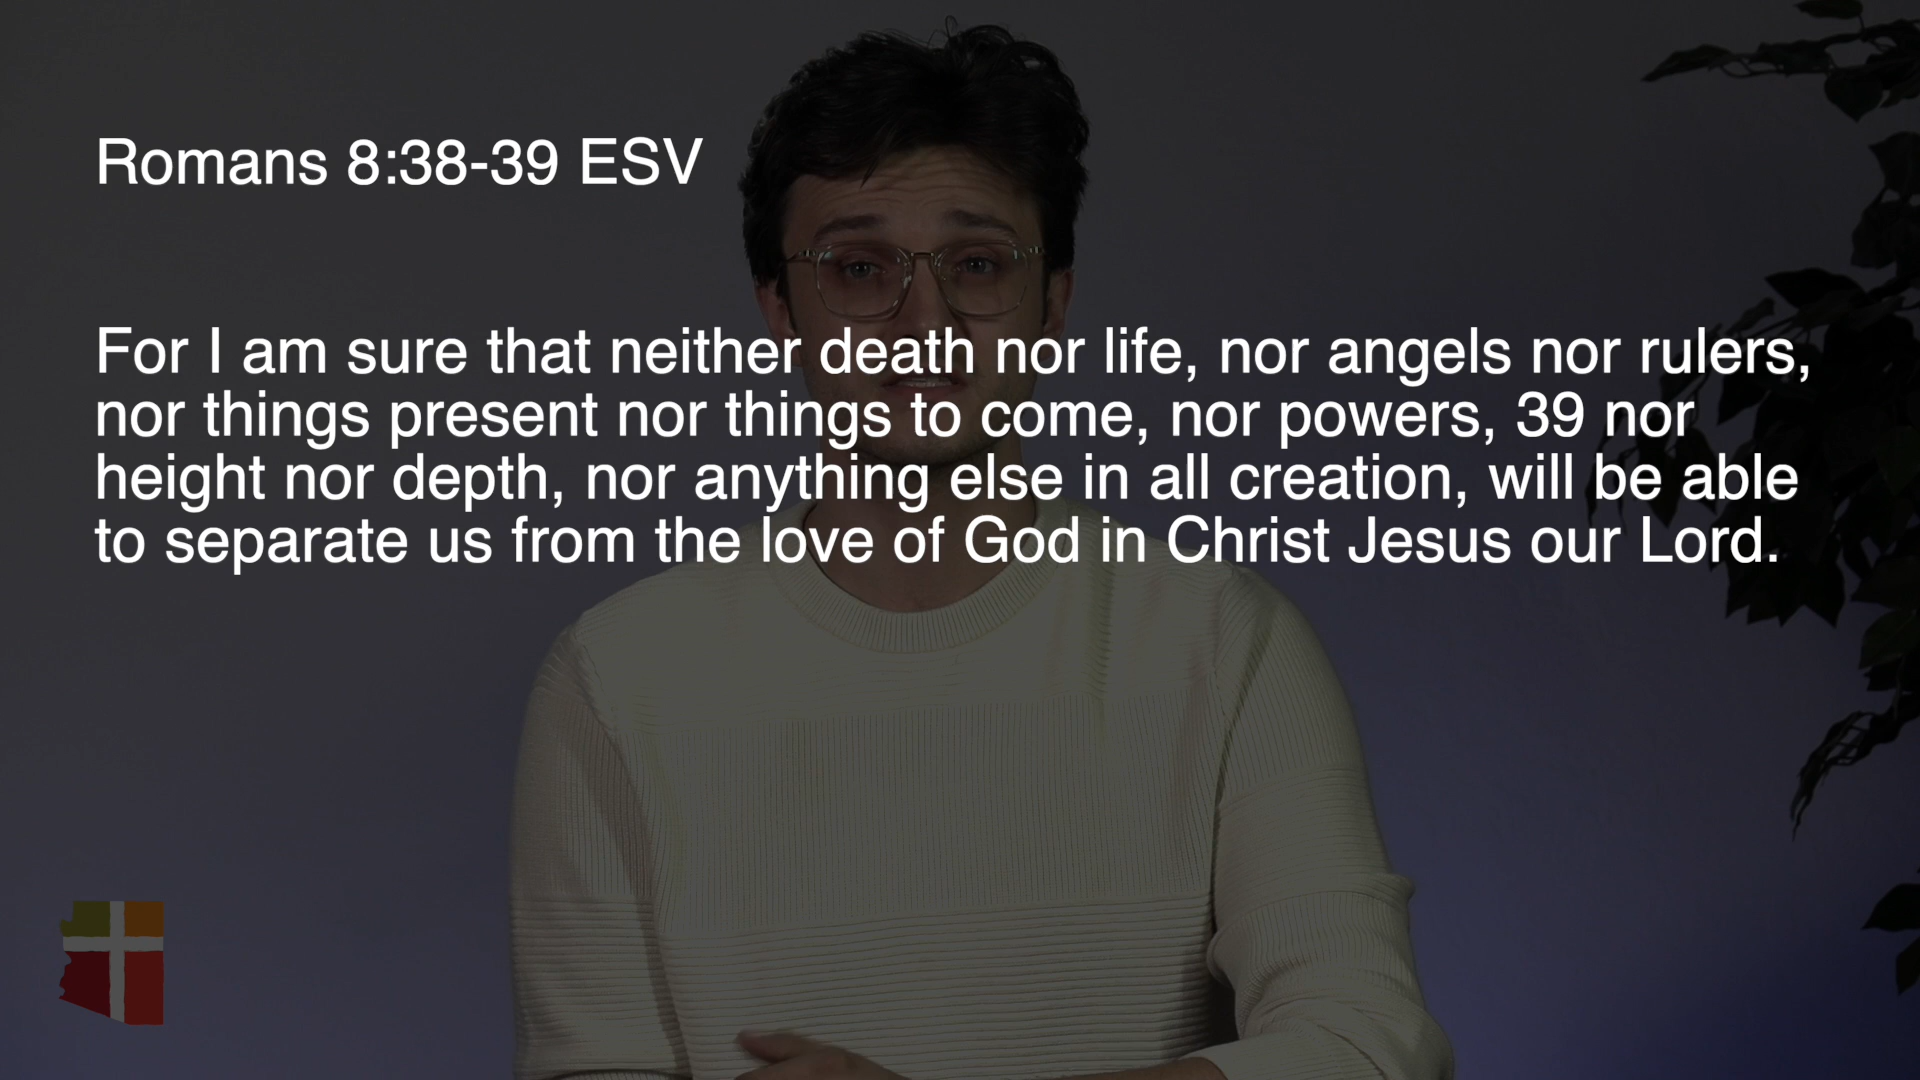 Romans 8:38-39 ESV
For I am sure that neither death nor life, nor angels nor rulers,
nor things present nor things to come, nor powers, 39 nor
height nor depth, nor anything else in all creation, will be able
to separate us from the love of God in Christ Jesus our Lord.